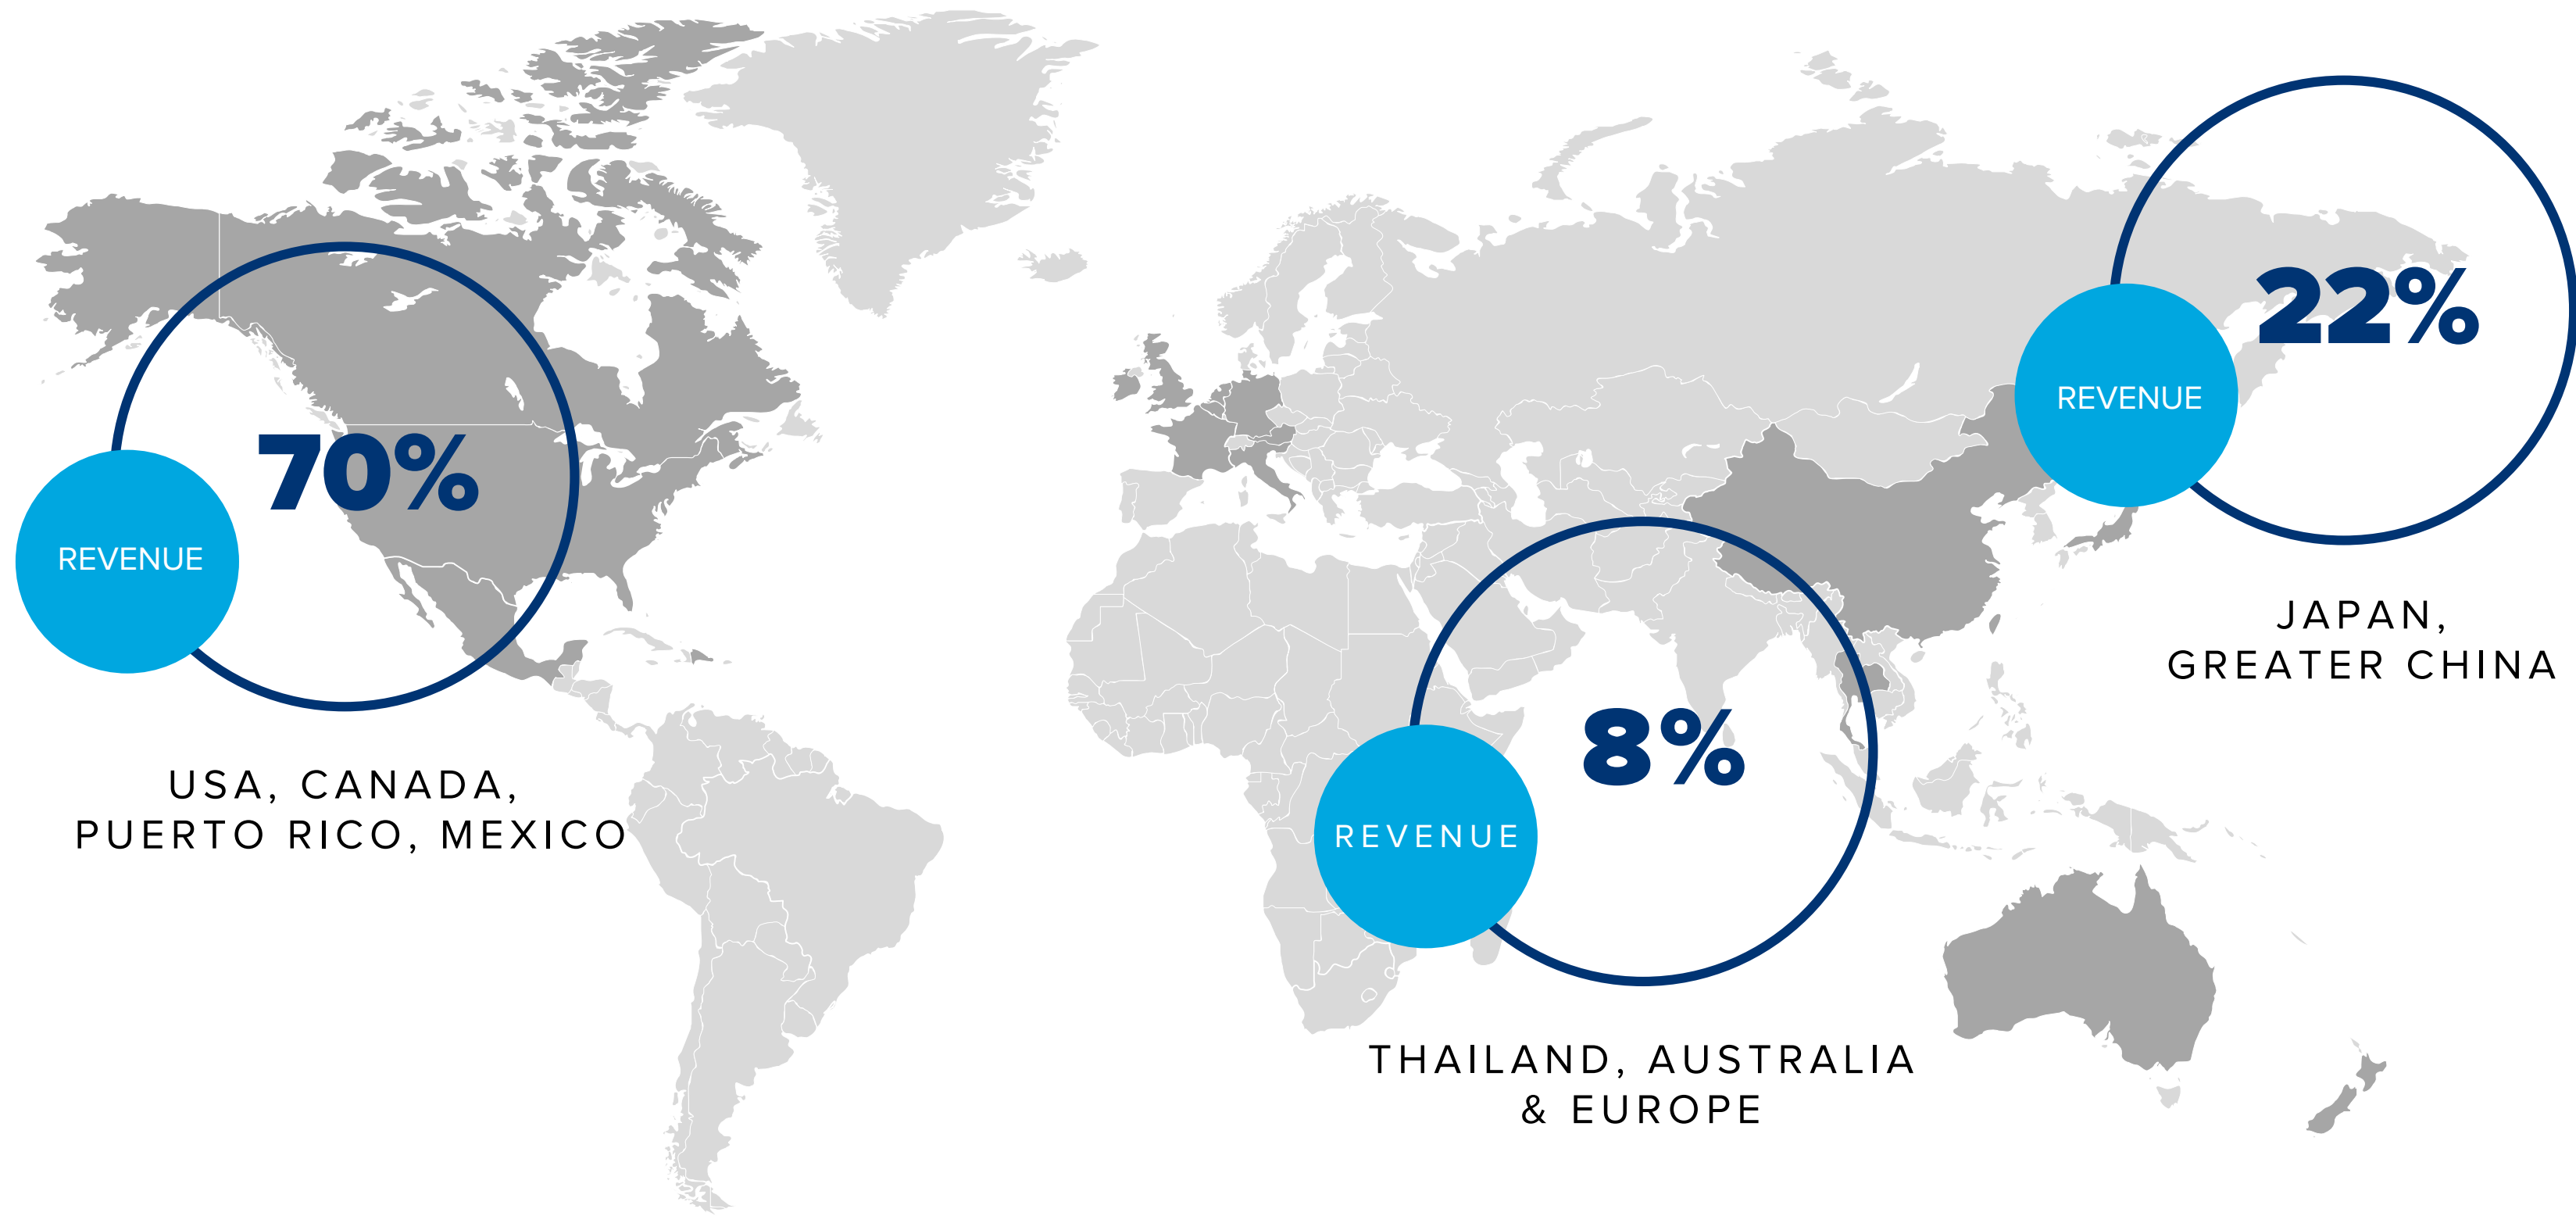 70%
REVENUE
USA, CANADA,
PUERTO RICO, MEXICO
8%
REVENUE
THAILAND, AUSTRALIA
& EUROPE
22%
REVENUE
JAPAN,
GREATER CHINA